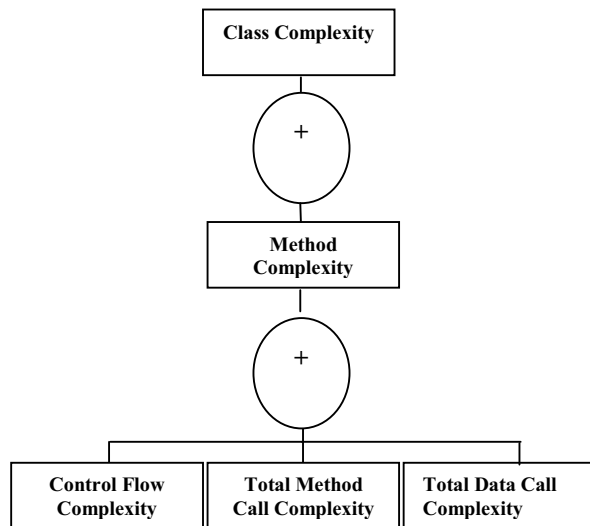 Class Complexity
+
Method
Complexity
+
Control Flow
Complexity
Total Method
Call Complexity
Total Data Call
Complexity